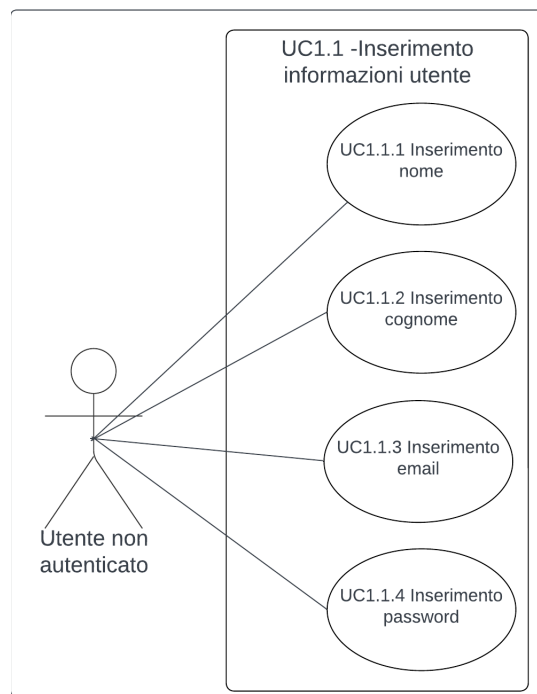 UC1.1 -Inserimento
informazioni utente
UC1.1.1 Inserimento
nome
UC1.1.2 Inserimento
cognome
UC1.1.3 Inserimento
email
Utente non
autenticato
UC1.1.4 Inserimento
password